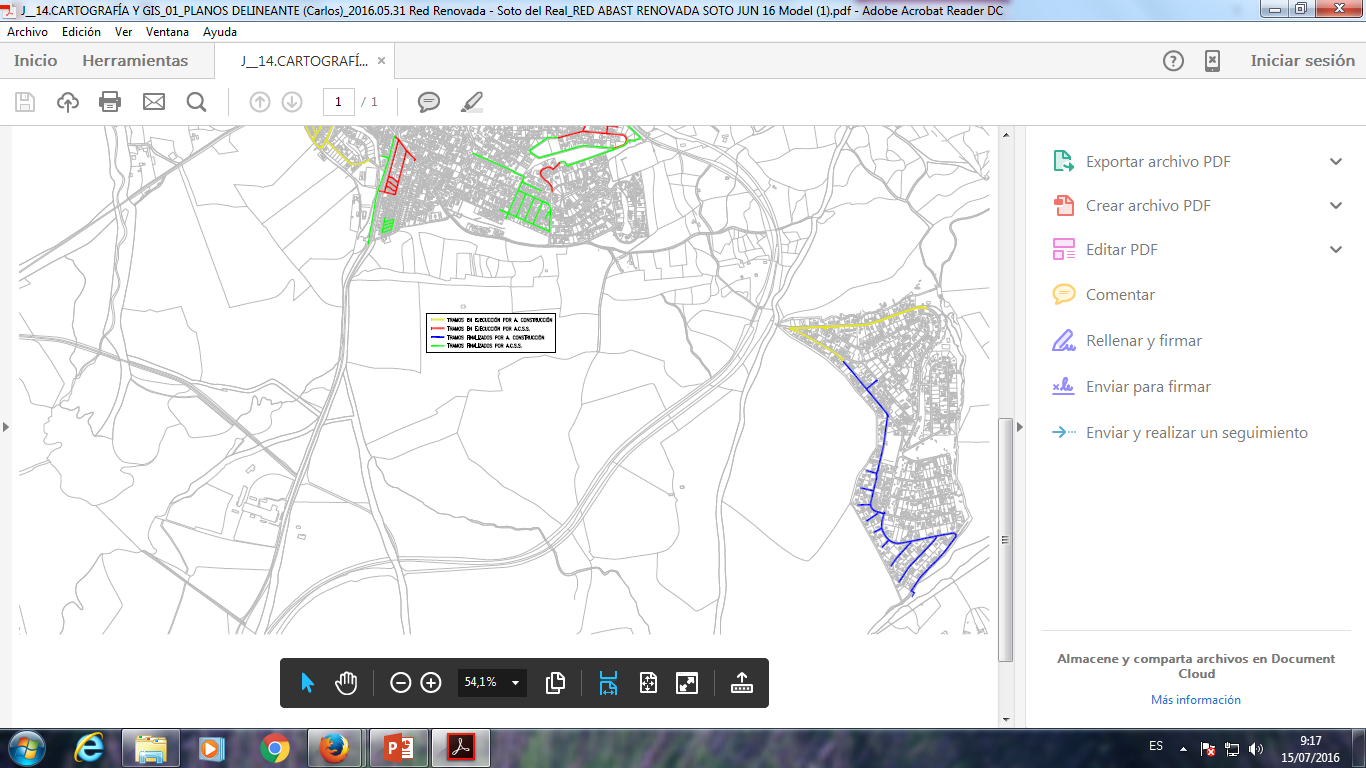 J__14.CARTOGRAFÍA Y GIS_01_PLANOS DELINEANTE (Carlos)_2016.05.31 Red Renovada - Soto del Real_RED ABAST RENOVADA SOTO JUN 16 Model (1).pdf - Adobe Acrobat Reader DC
Archivo Edición Ver Ventana Ayuda
Inicio Herramientas J__14.CARTOGRAFÍ... × Iniciar sesión
1 / 1
Exportar archivo PDF
Crear archivo PDF
Editar PDF
Comentar
Rellenar y firmar
Enviar para firmar
Enviar y realizar un seguimiento
TRAMOS EN EJECUCCIÓN POR A. CONSTRUCCIÓN
TRAMOS EN EJECUCCIÓN POR A.C.S.S.
TRAMOS FINALIZADOS POR A. CONSTRUCCIÓN
TRAMOS FINALIZADOS POR A.C.S.S.
54,1%
Almacene y comparta archivos en Document
Cloud
Más información
ES
9:17
15/07/2016